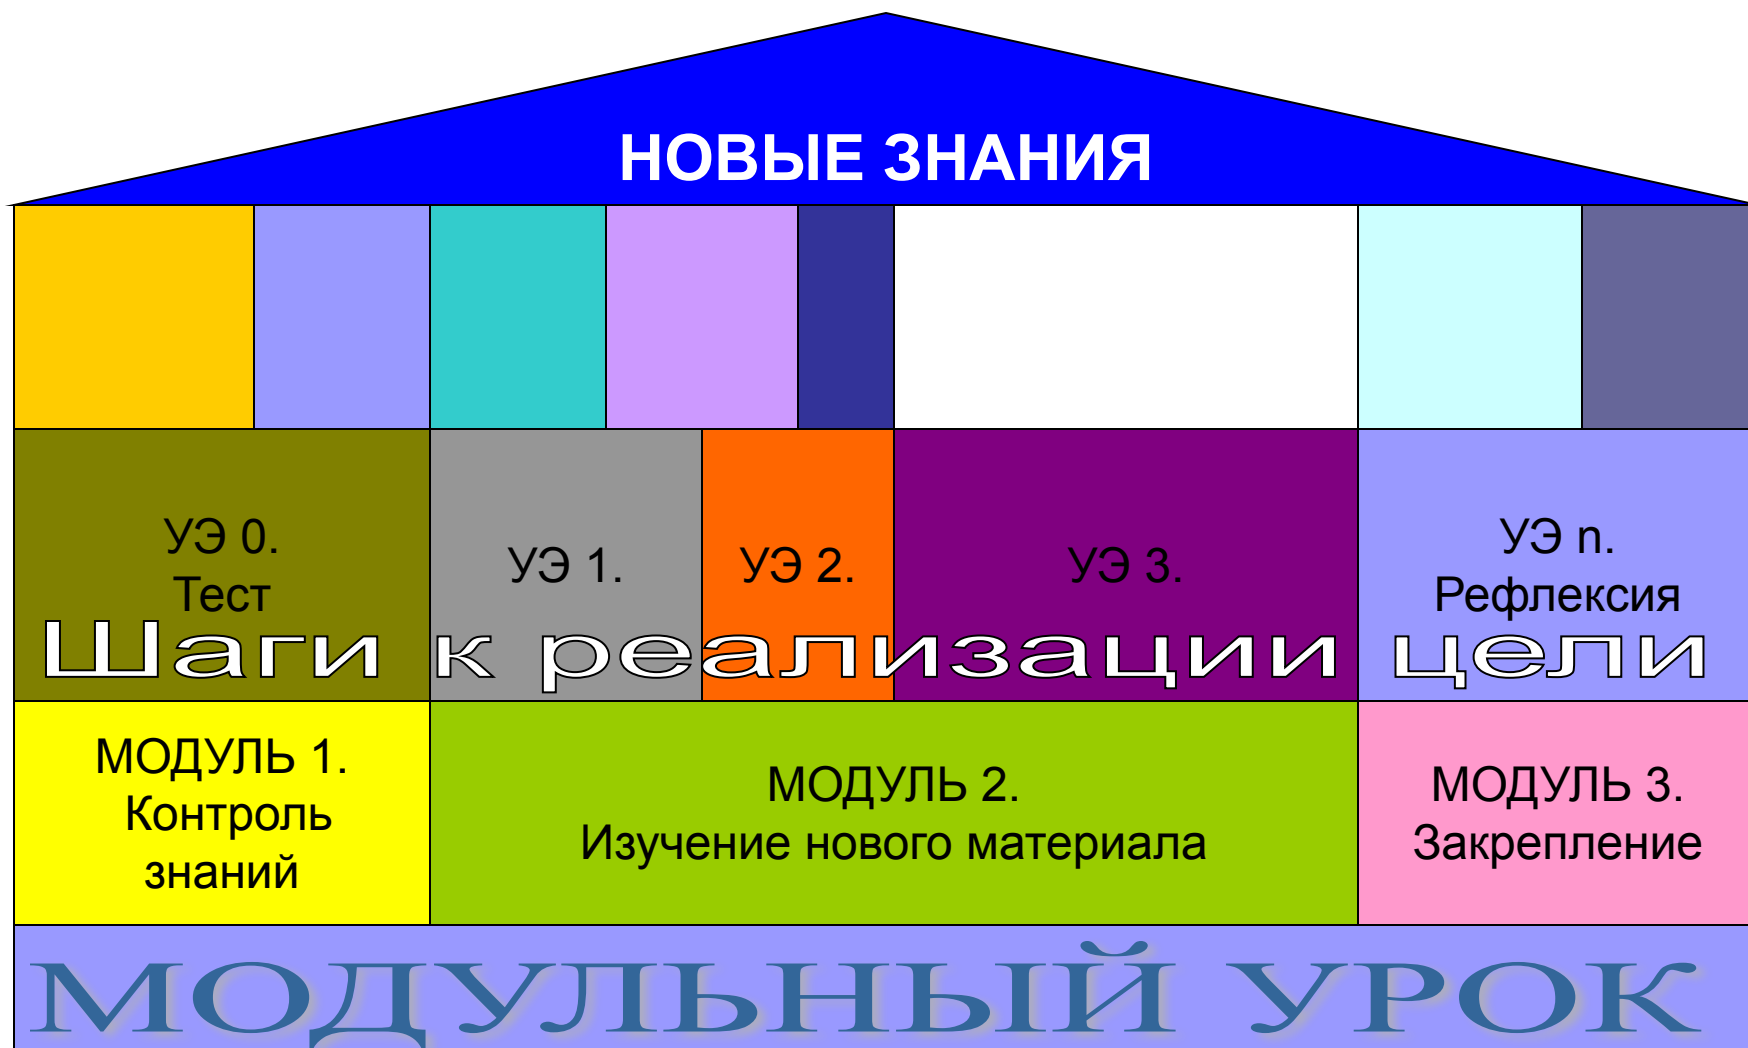 НОВЫЕ ЗНАНИЯ
УЭ 0.
Тест
УЭ 1.
УЭ 2.
УЭ 3.
УЭ n.
Рефлексия
Шаги к реализации цели
МОДУЛЬ 1.
Контроль
знаний
МОДУЛЬ 2.
Изучение нового материала
МОДУЛЬ 3.
Закрепление
МОДУЛЬНЫЙ УРОК